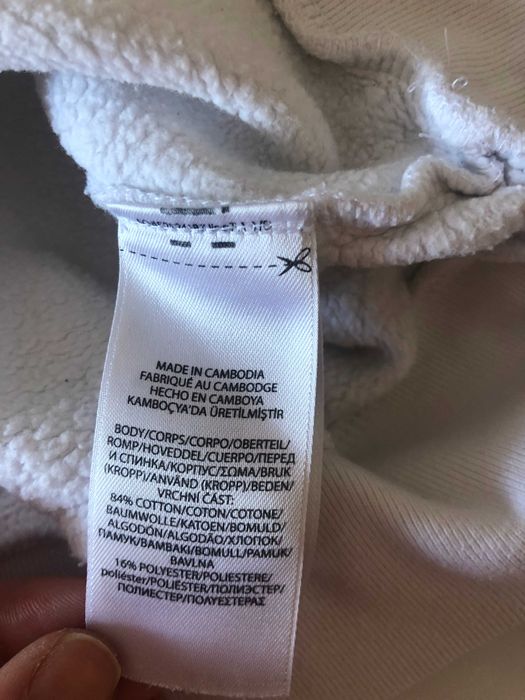 MADE IN CAMBODIA
FABRIQUÉ AU CAMBODGE
HECHO EN CAMBOYA
KAMBOÇYA'DA ÜRETİLMİŞTİR
BODY/CORPS/CORPO/OBERTEIL/
ROMP/HOVEDDEL/CUERPO/ПЕРЕД
И СПИНКА/КОРПУС/ΣΩΜΑ/BRUK
(KROPP)/ANVÄND (KROPP)/BEDEN/
VRCHNÍ ČÁST:
84% COTTON/COTON/COTONE/
BAUMWOLLE/KATOEN/BOMULD/
ALGODÓN/ALGODÃO/ХЛОПОК/
ПАМУК/ΒΑΜΒΑΚΙ/BOMULL/PAMUK/
BAVLNA
16% POLYESTER/POLIESTERE/
poliéster/POLIÉSTER/ПОЛИЭСТЕР/
ПОЛИЕСТЕР/ΠΟΛΥΕΣΤΕΡΑΣ